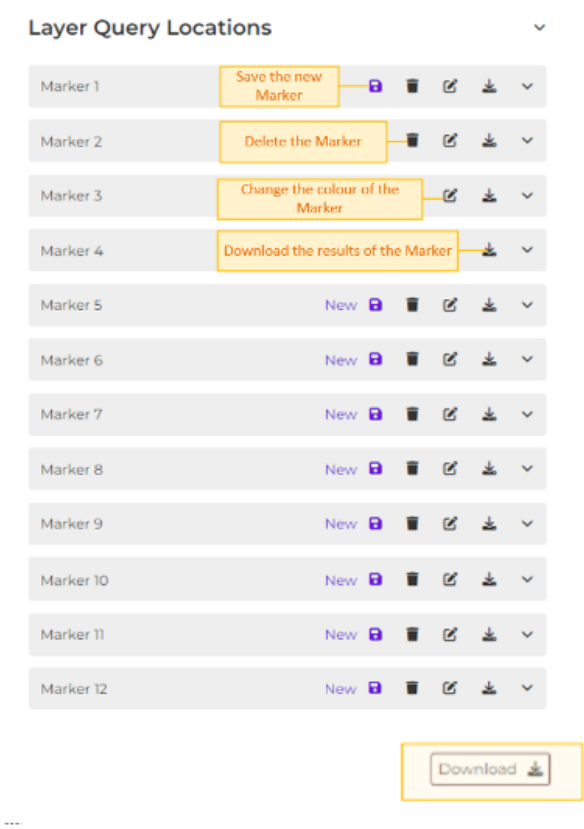 Layer Query Locations
Marker 1
Save the new
Marker
Marker 2
Delete the Marker
Marker 3
Change the colour of the
Marker
Marker 4
Download the results of the Marker
Marker 5 New
Marker 6 New
Marker 7 New
Marker 8 New
Marker 9 New
Marker 10 New
Marker 11 New
Marker 12 New
Download